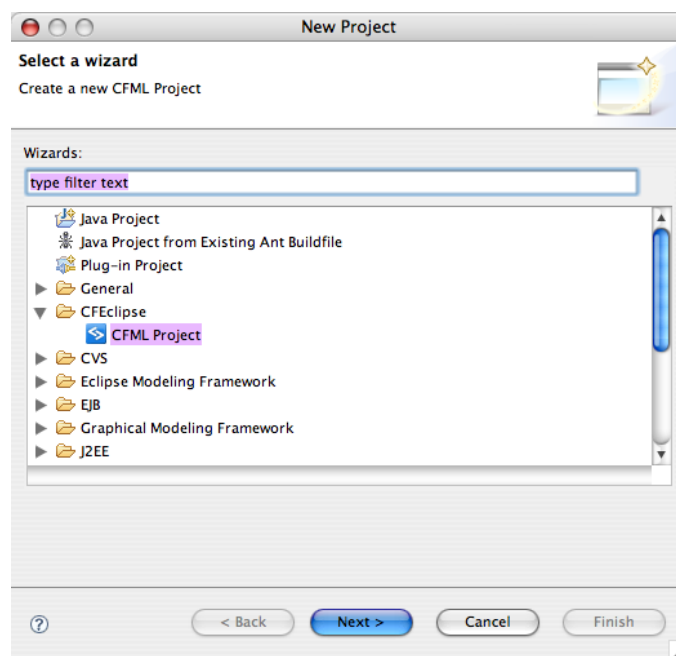 New Project
Select a wizard
Create a new CFML Project
Wizards:
type filter text
Java Project
Java Project from Existing Ant Buildfile
Plug-in Project
General
CFEclipse
CFML Project
CVS
Eclipse Modeling Framework
EJB
Graphical Modeling Framework
J2EE
? < Back Next > Cancel Finish